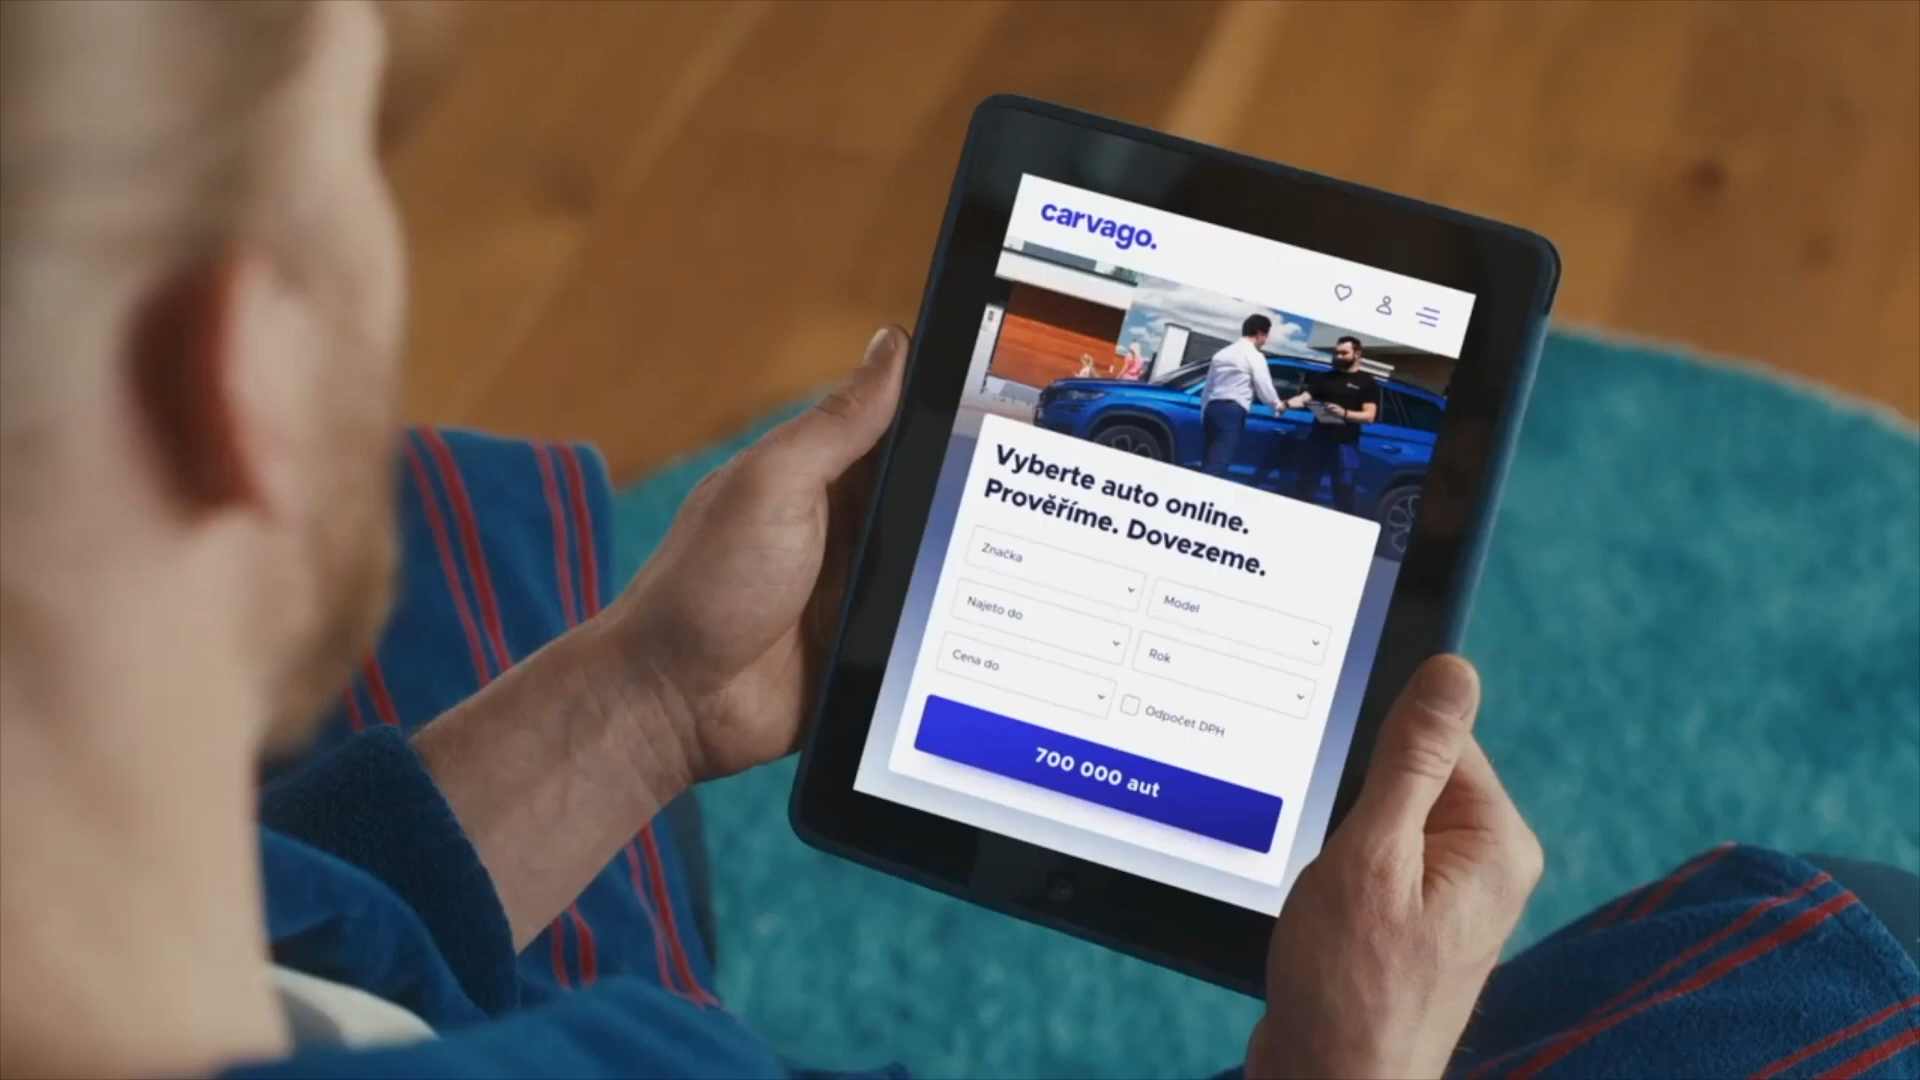 carvago.
Vyberte auto online.
Prověříme. Dovezeme.
Značka
Model
Najeto do
Rok
Cena do
Odpočet DPH
700 000 aut